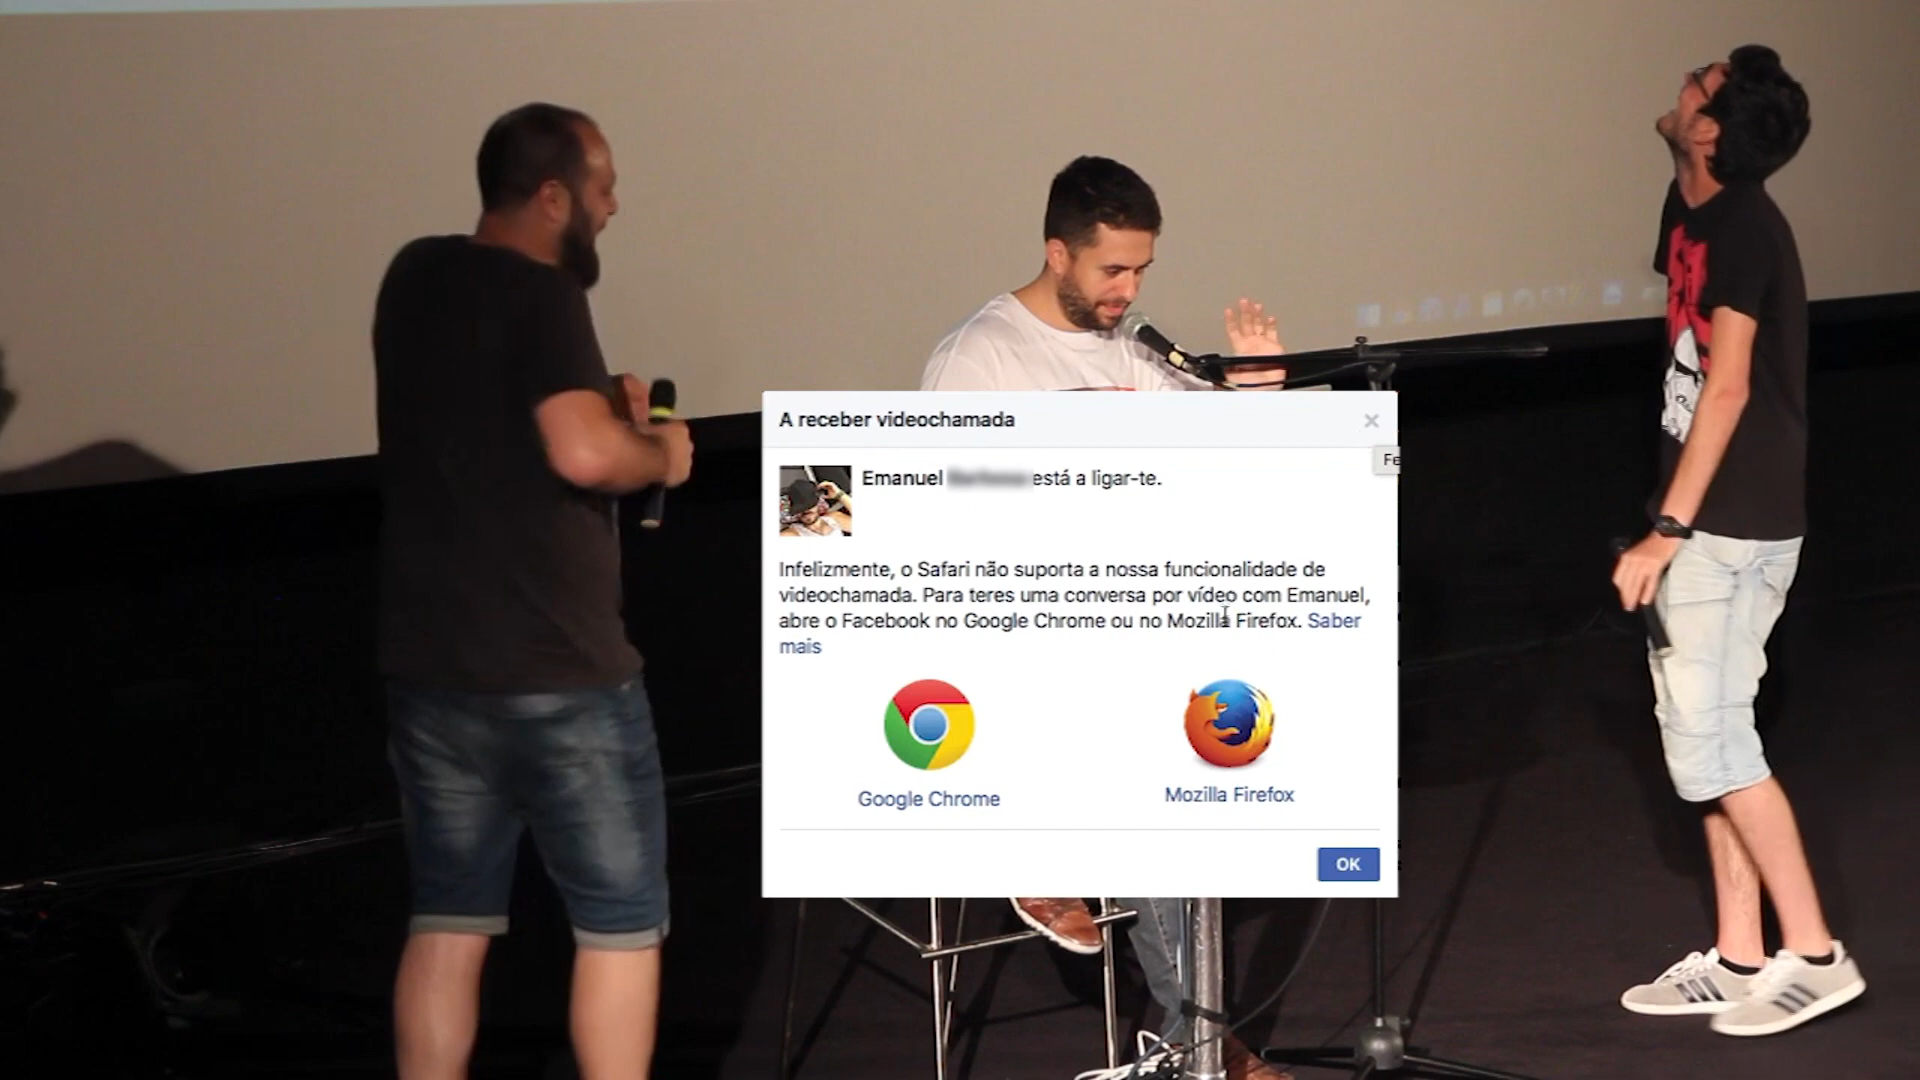 A receber videochamada
Fe
Emanuel está a ligar-te.
Infelizmente, o Safari não suporta a nossa funcionalidade de
videochamada. Para teres uma conversa por vídeo com Emanuel,
abre o Facebook no Google Chrome ou no Mozilla Firefox. Saber
mais
Google Chrome
Mozilla Firefox
OK